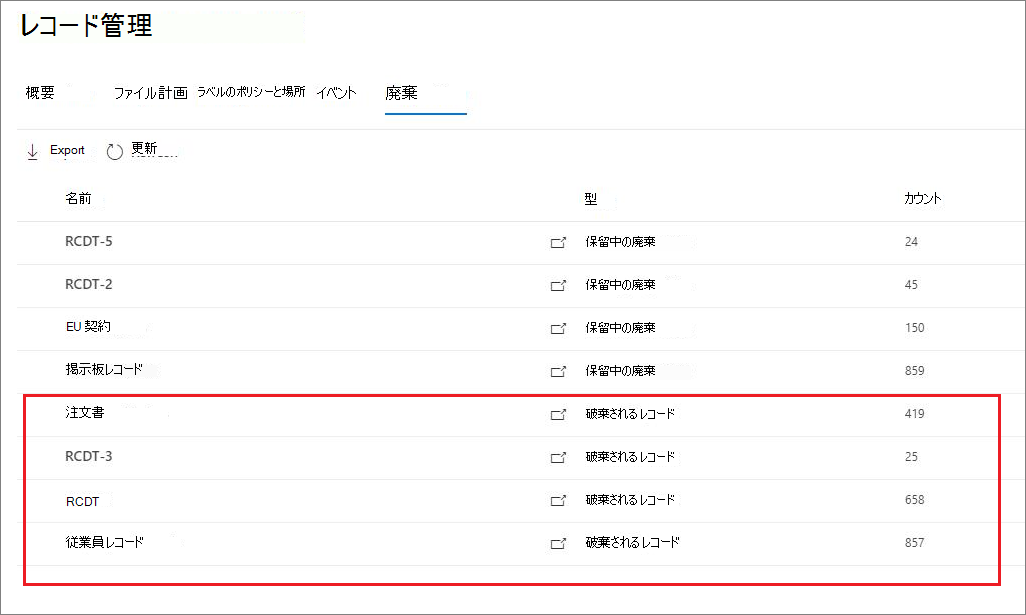 レコード管理
概要 ファイル計画 ラベルのポリシーと場所 イベント 廃棄
Export 更新
名前 型 カウント
RCDT-5 保留中の廃棄 24
RCDT-2 保留中の廃棄 45
EU 契約 保留中の廃棄 150
掲示板レコード 保留中の廃棄 859
注文書 破棄されるレコード 419
RCDT-3 破棄されるレコード 25
RCDT 破棄されるレコード 658
従業員レコード 破棄されるレコード 857